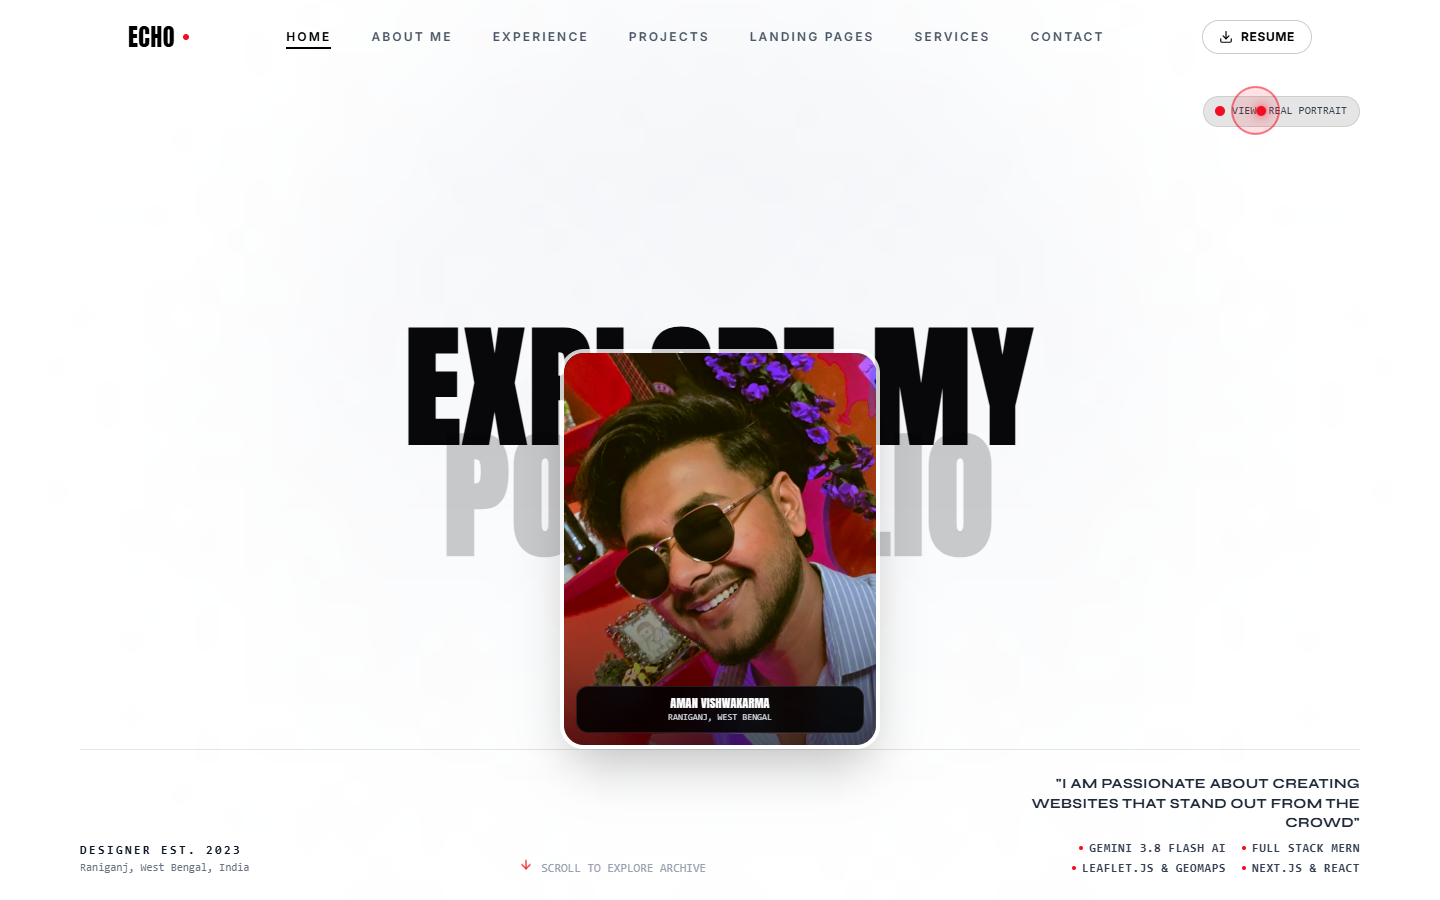 ECHO
HOME
ABOUT ME
EXPERIENCE
PROJECTS
LANDING PAGES
SERVICES
CONTACT
RESUME
VIEW REAL PORTRAIT
MY
AMAN VISHWAKARMA
RANIGANJ, WEST BENGAL
"I AM PASSIONATE ABOUT CREATING
WEBSITES THAT STAND OUT FROM THE
CROWD"
DESIGNER EST. 2023
Raniganj, West Bengal, India
SCROLL TO EXPLORE ARCHIVE
GEMINI 3.8 FLASH AI
FULL STACK MERN
LEAFLET.JS & GEOMAPS
NEXT.JS & REACT